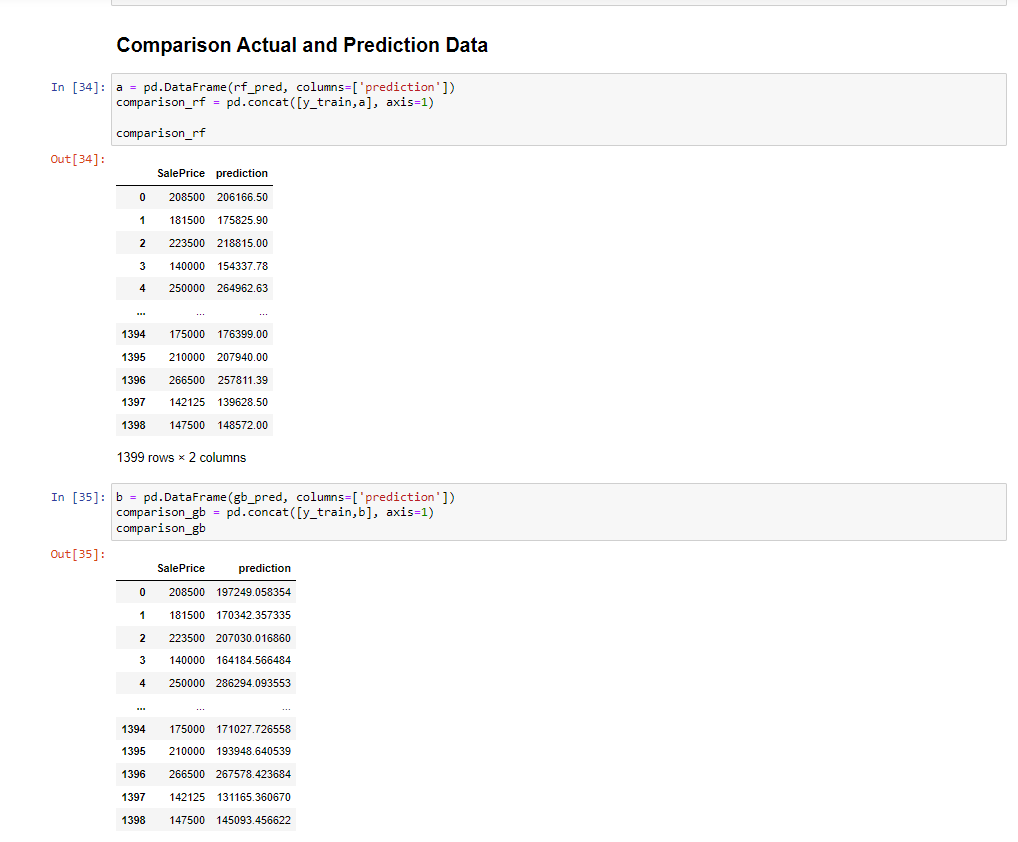 Comparison Actual and Prediction Data
In [34]: a = pd.DataFrame(rf_pred, columns=['prediction'])
comparison_rf = pd.concat([y_train,a], axis=1)
comparison_rf
Out[34]:
SalePrice prediction
0 208500 206166.50
1 181500 175825.90
2 223500 218815.00
3 140000 154337.78
4 250000 264962.63
... ... ...
1394 175000 176399.00
1395 210000 207940.00
1396 266500 257811.39
1397 142125 139628.50
1398 147500 148572.00
1399 rows × 2 columns
In [35]: b = pd.DataFrame(gb_pred, columns=['prediction'])
comparison_gb = pd.concat([y_train,b], axis=1)
comparison_gb
Out[35]:
SalePrice prediction
0 208500 197249.058354
1 181500 170342.357335
2 223500 207030.016860
3 140000 164184.566484
4 250000 286294.093553
... ... ...
1394 175000 171027.726558
1395 210000 193948.640539
1396 266500 267578.423684
1397 142125 131165.360670
1398 147500 145093.456622